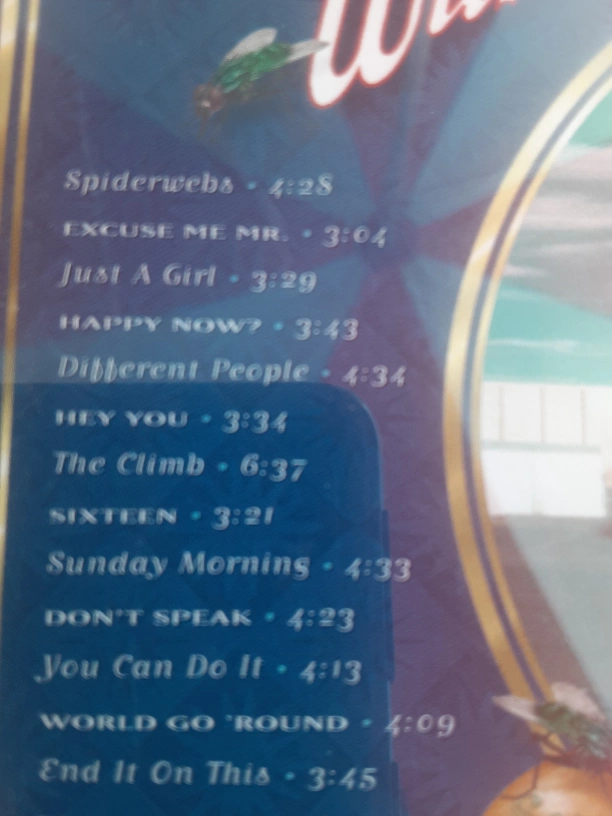 Spiderwebs • 4:28
EXCUSE ME MR. • 3:04
Just A Girl • 3:29
HAPPY NOW? • 3:43
Different People • 4:34
HEY YOU • 3:34
The Climb • 6:37
SIXTEEN • 3:21
Sunday Morning • 4:33
DON'T SPEAK • 4:23
You Can Do It • 4:13
WORLD GO 'ROUND • 4:09
End It On This • 3:45